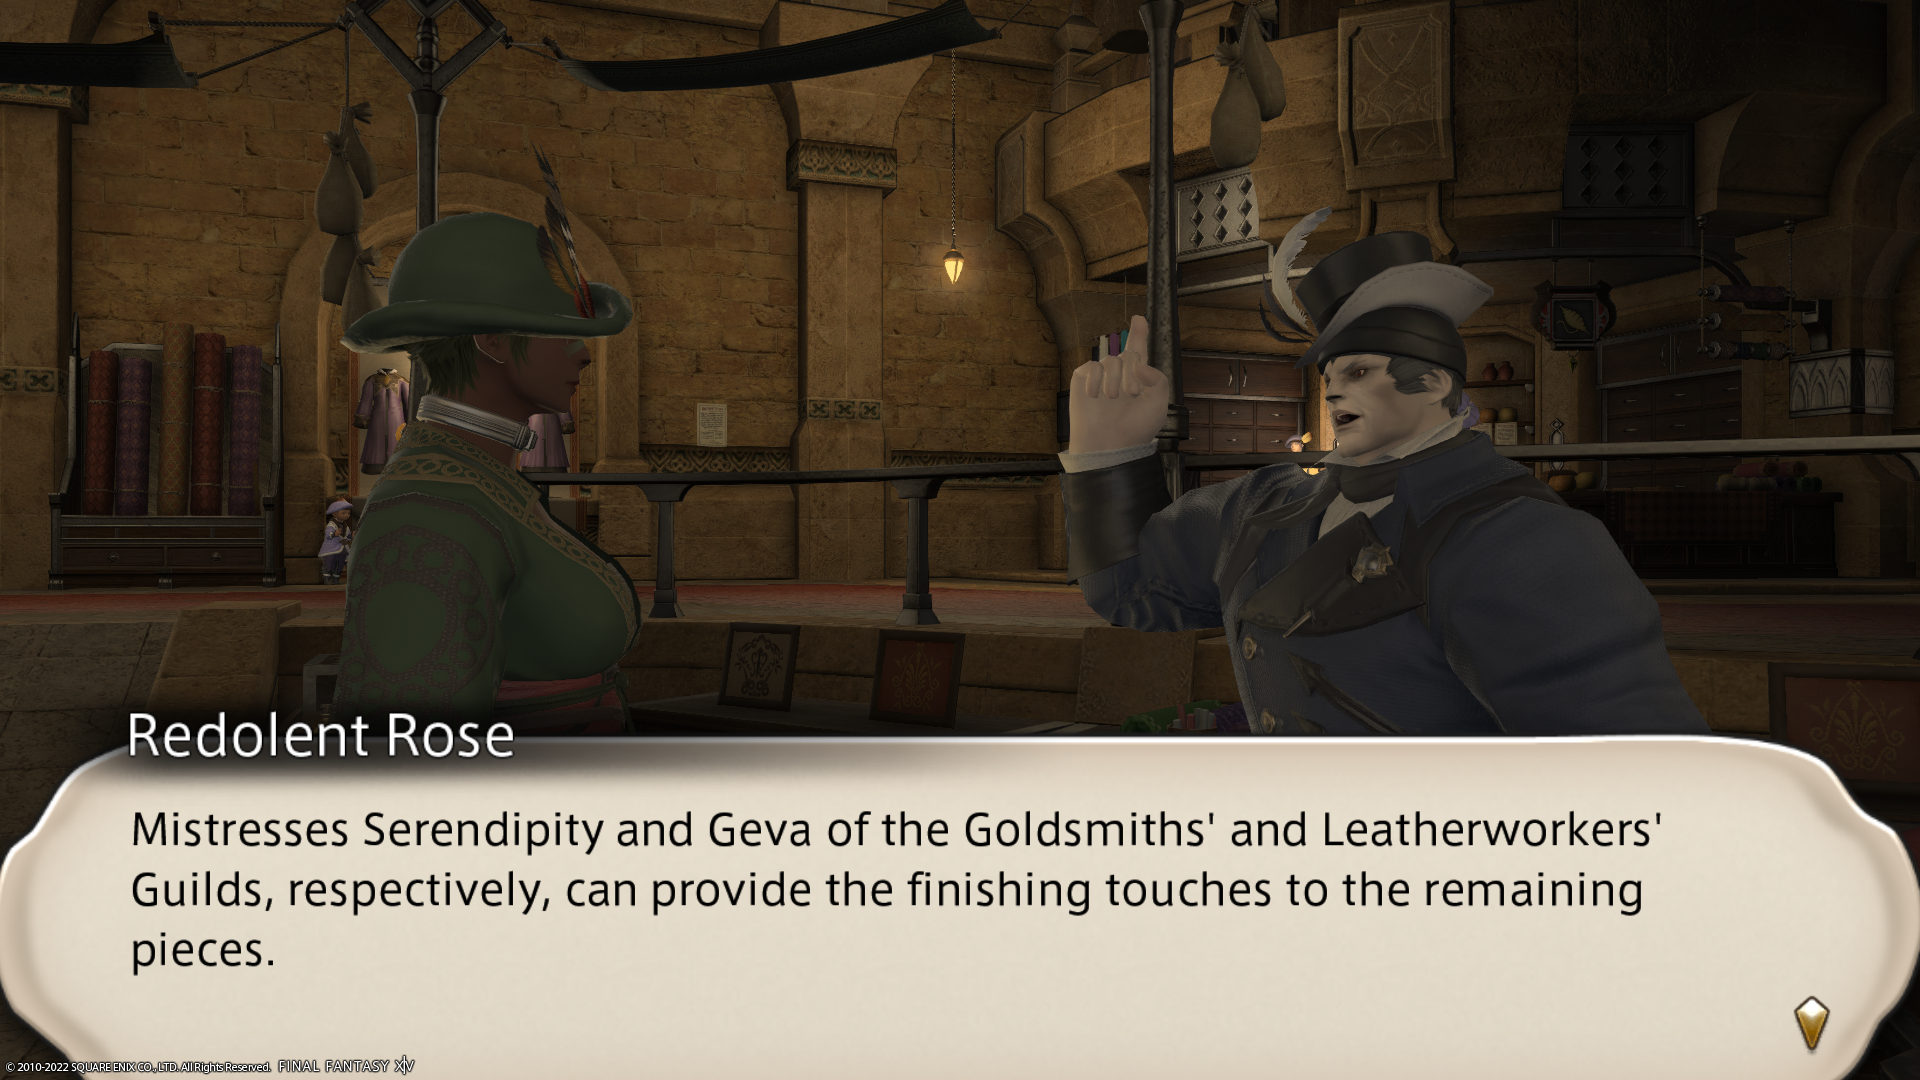 Redolent Rose
Mistresses Serendipity and Geva of the Goldsmiths' and Leatherworkers'
Guilds, respectively, can provide the finishing touches to the remaining
pieces.
© 2010-2022 SQUARE ENIX CO., LTD. All Rights Reserved. FINAL FANTASY XIV